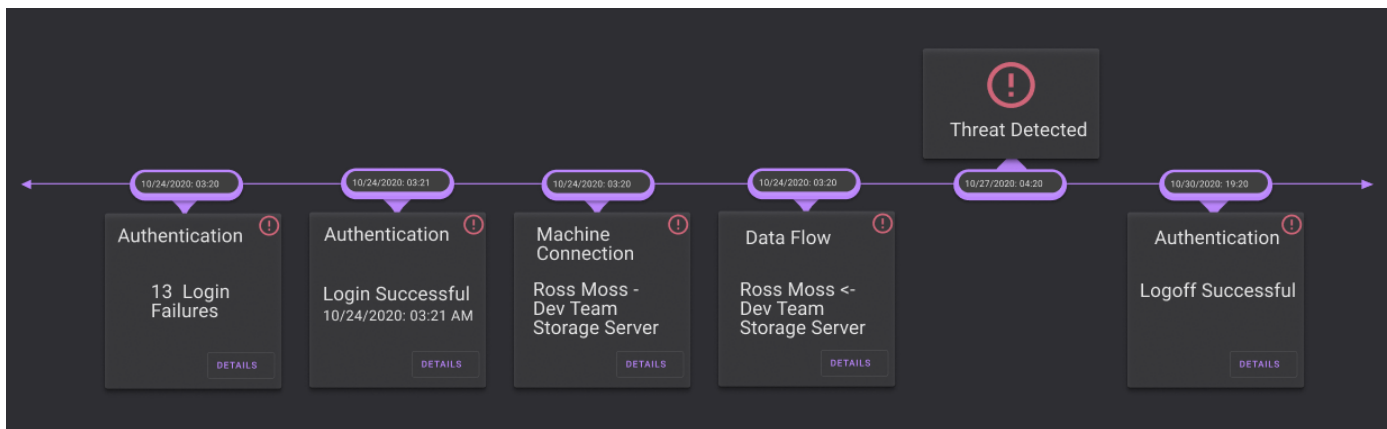 Threat Detected
10/24/2020: 03:20
10/24/2020: 03:21
10/24/2020: 03:20
10/24/2020: 03:20
10/27/2020: 04:20
10/30/2020: 19:20
Authentication
13 Login
Failures
DETAILS
Authentication
Login Successful
10/24/2020: 03:21 AM
DETAILS
Machine
Connection
Ross Moss -
Dev Team
Storage Server
DETAILS
Data Flow
Ross Moss <-
Dev Team
Storage Server
DETAILS
Authentication
Logoff Successful
DETAILS